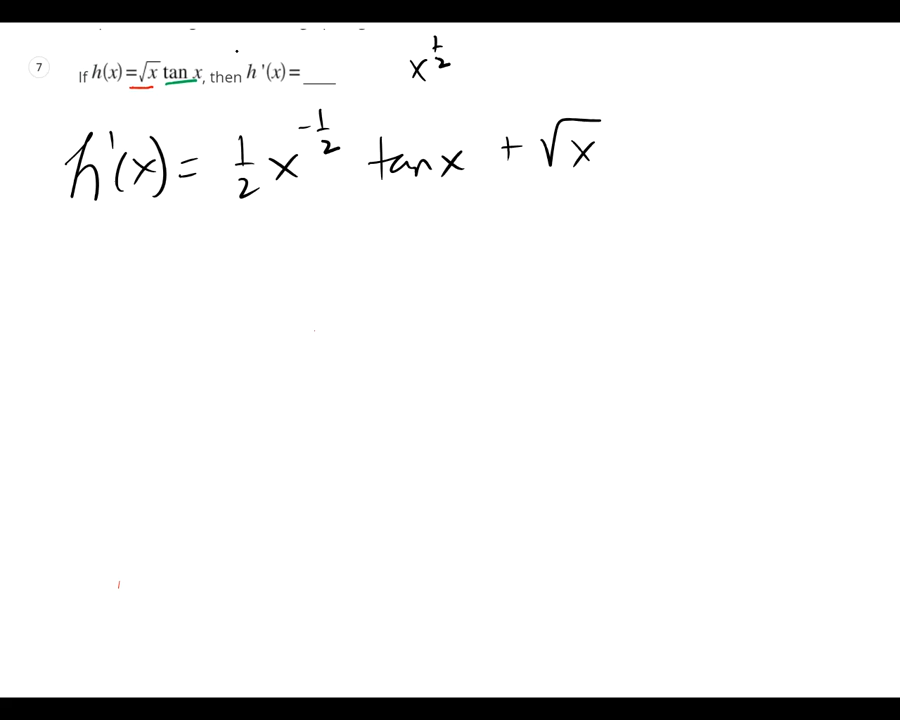 7 If h(x)=√x tan x, then h '(x)= ____
x^1/2
h'(x)= 1/2 x^-1/2 tan x + √x